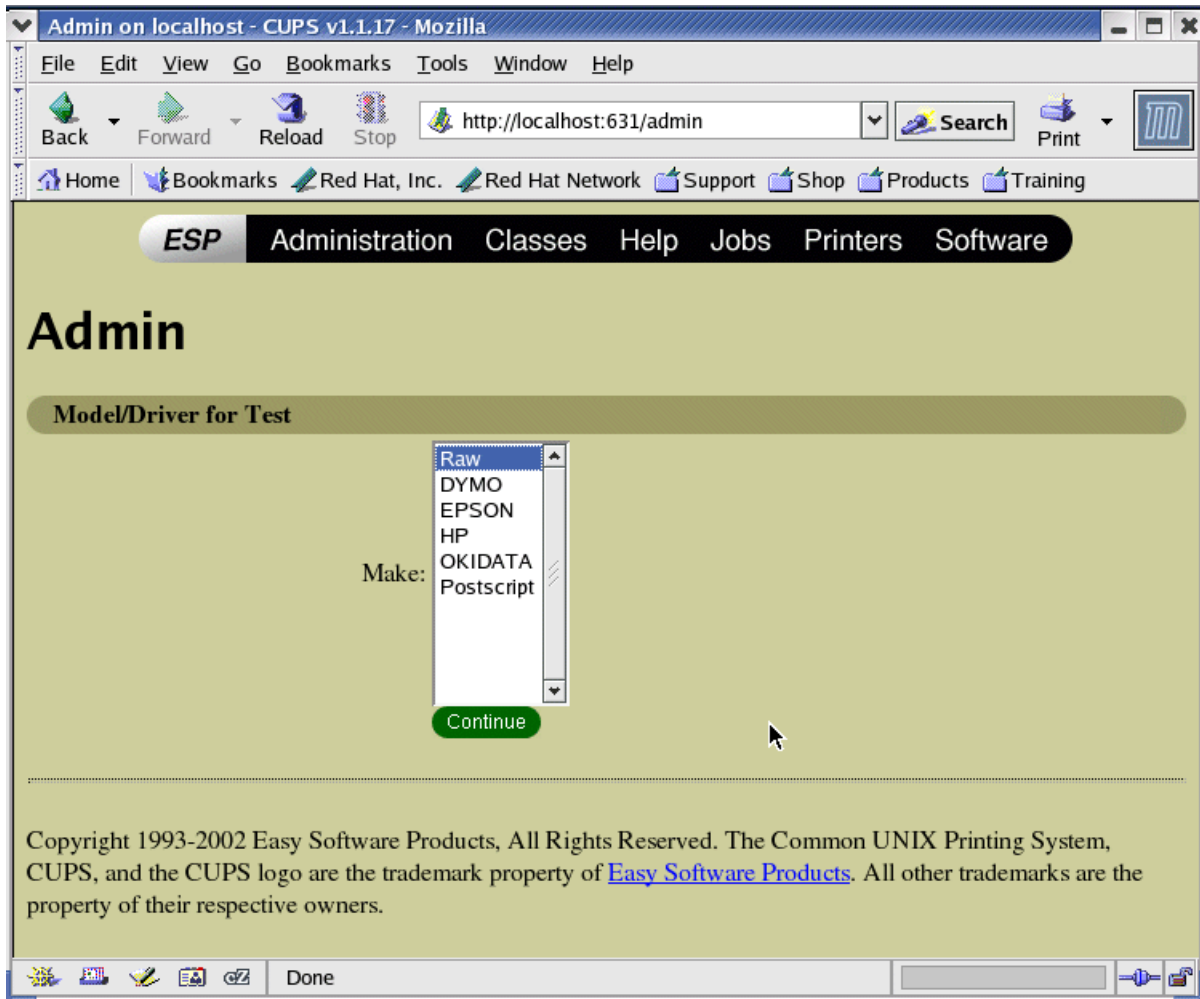 Admin on localhost - CUPS v1.1.17 - Mozilla
File Edit View Go Bookmarks Tools Window Help
Back Forward Reload Stop http://localhost:631/admin Search Print
Home Bookmarks Red Hat, Inc. Red Hat Network Support Shop Products Training
ESP Administration Classes Help Jobs Printers Software
Admin
Model/Driver for Test
Make:
Raw
DYMO
EPSON
HP
OKIDATA
Postscript
Continue
Copyright 1993-2002 Easy Software Products, All Rights Reserved. The Common UNIX Printing System,
CUPS, and the CUPS logo are the trademark property of Easy Software Products. All other trademarks are the
property of their respective owners.
Done